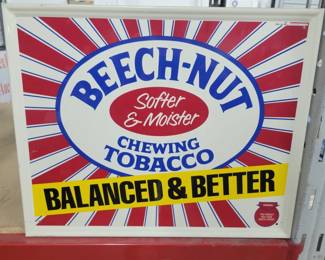 BEECH-NUT
Softer
& Moister
CHEWING
TOBACCO
BALANCED & BETTER